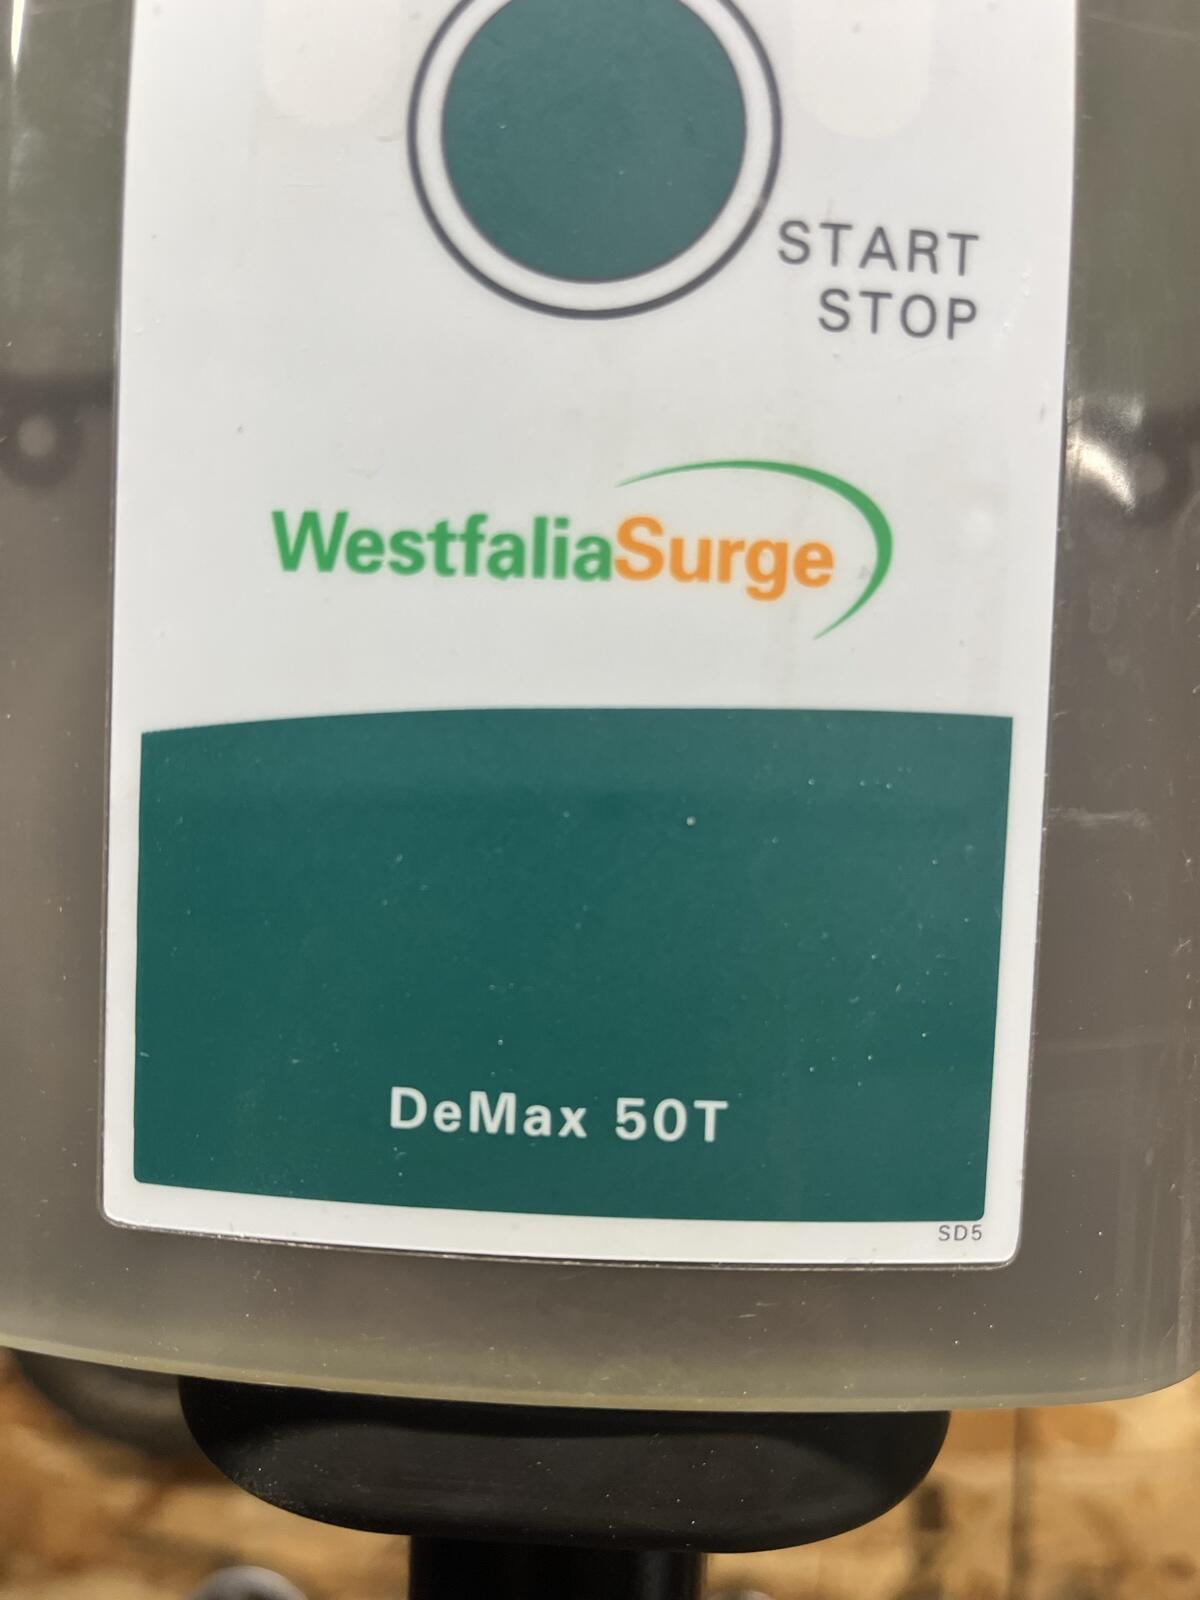 START
STOP
WestfaliaSurge
DeMax 50T
SD5